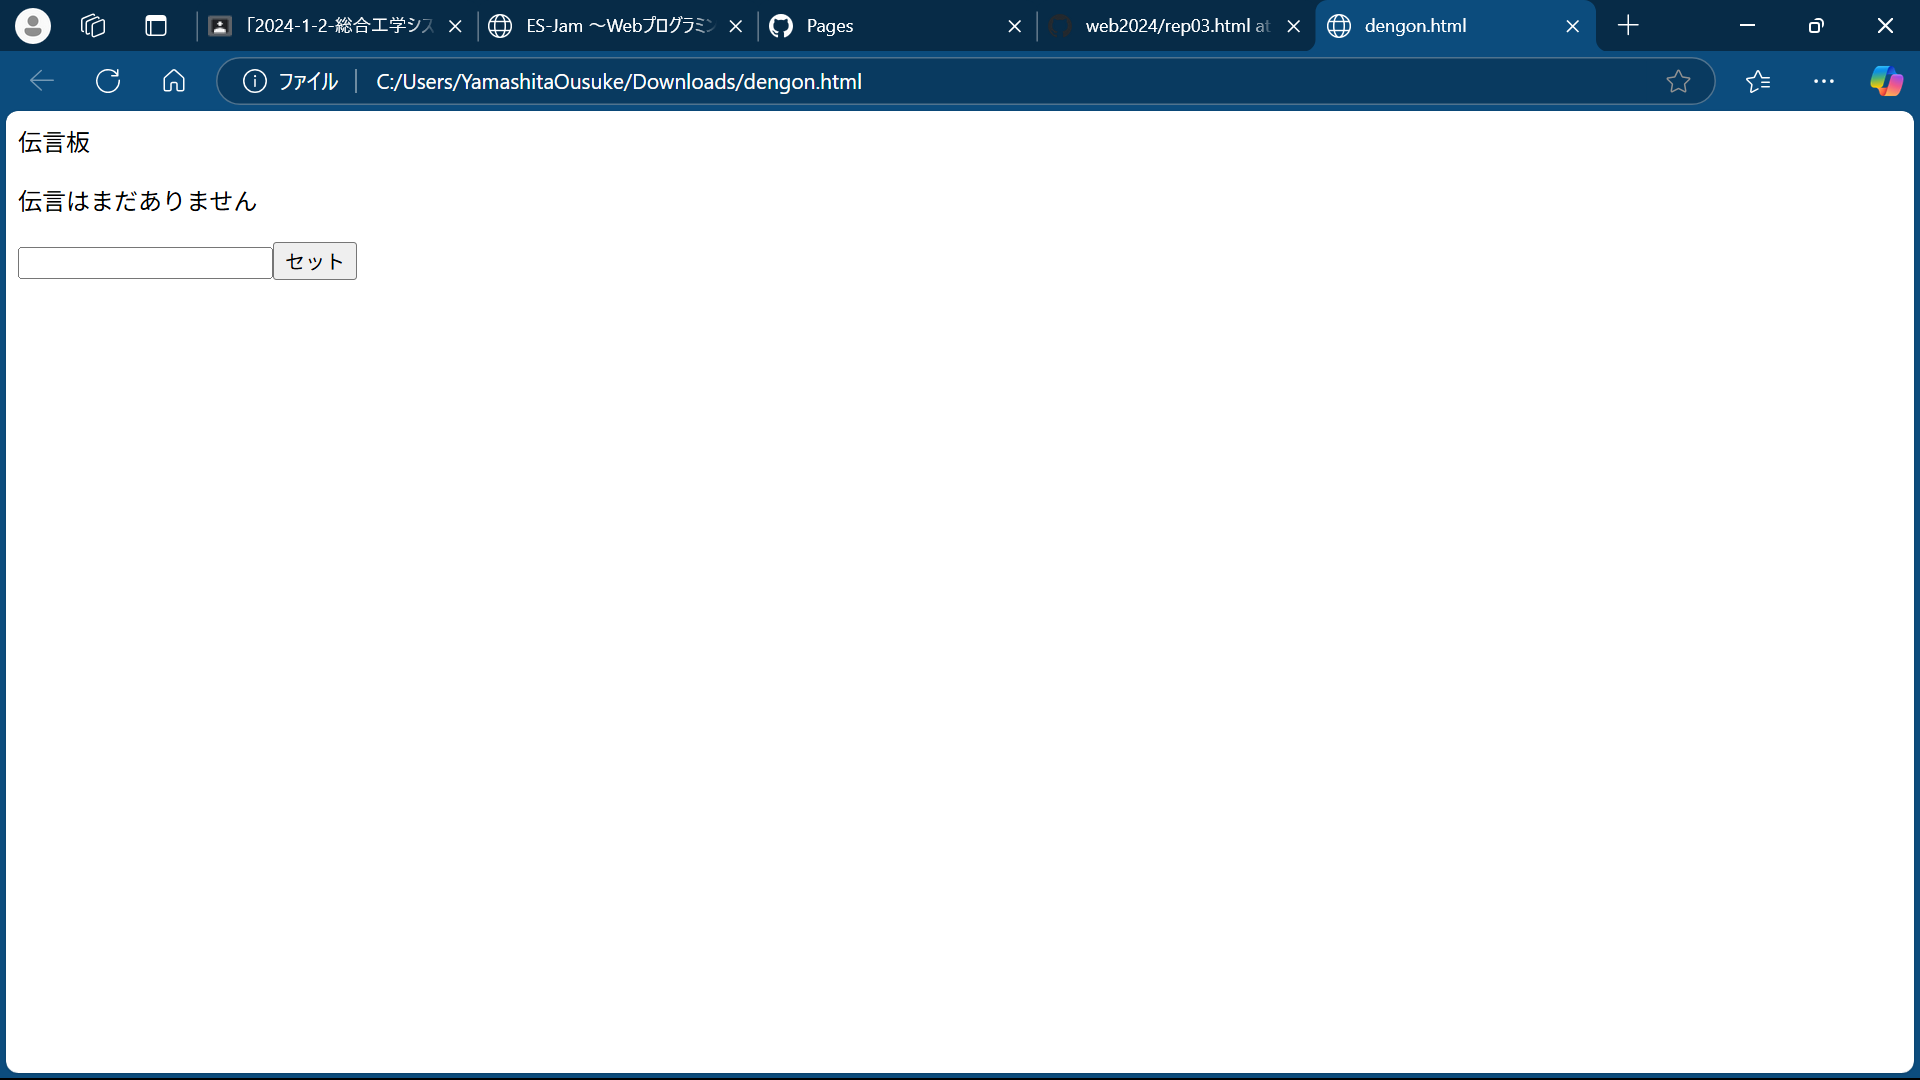 「2024-1-2-総合工学シス
ES-Jam ～Webプログラミン
Pages
web2024/rep03.html at
dengon.html
ファイル
C:/Users/YamashitaOusuke/Downloads/dengon.html
伝言板
伝言はまだありません
セット